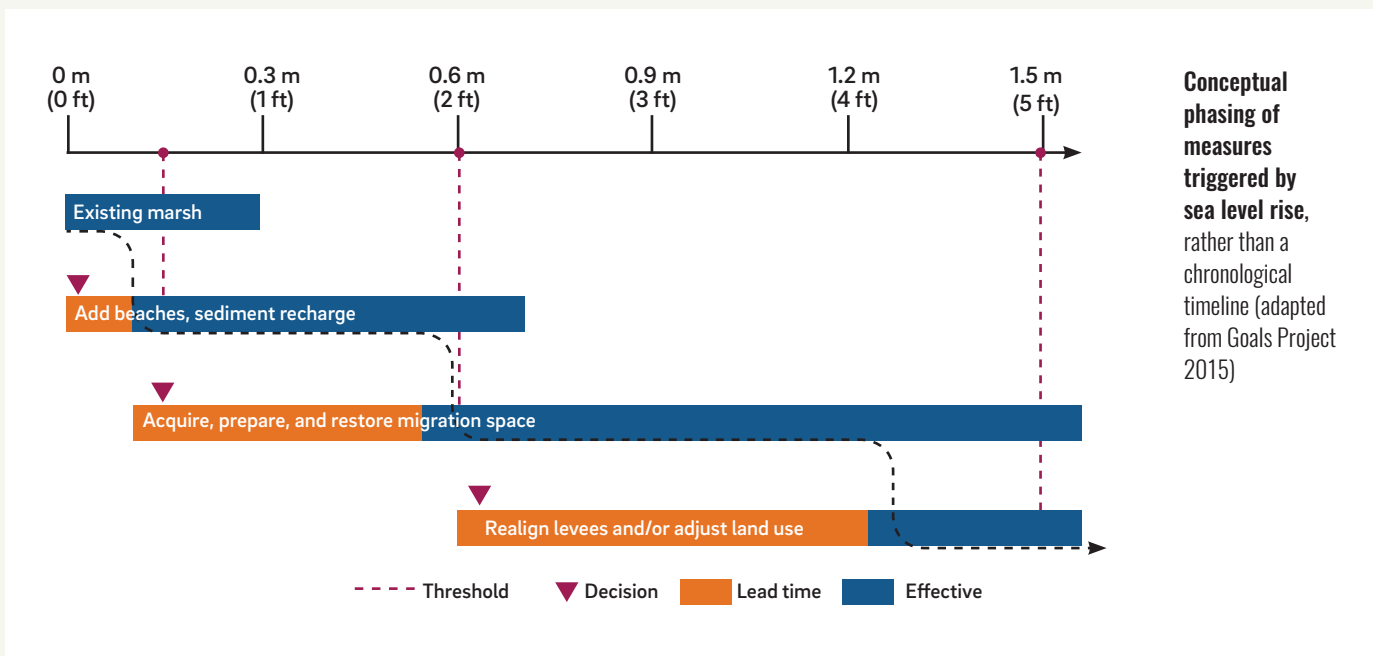 0 m
(0 ft)
0.3 m
(1 ft)
0.6 m
(2 ft)
0.9 m
(3 ft)
1.2 m
(4 ft)
1.5 m
(5 ft)
Existing marsh
Add beaches, sediment recharge
Acquire, prepare, and restore migration space
Realign levees and/or adjust land use
Threshold
Decision
Lead time
Effective
Conceptual
phasing of
measures
triggered by
sea level rise,
rather than a
chronological
timeline (adapted
from Goals Project
2015)